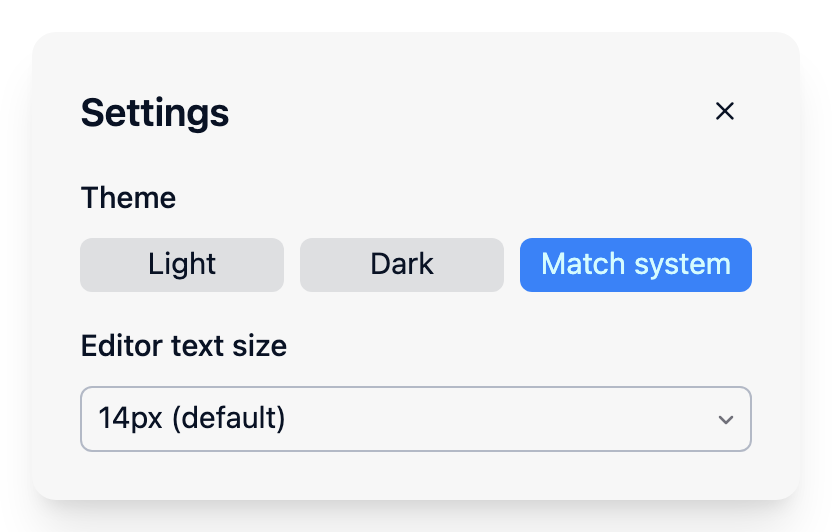 Settings
Theme
Light
Dark
Match system
Editor text size
14px (default)